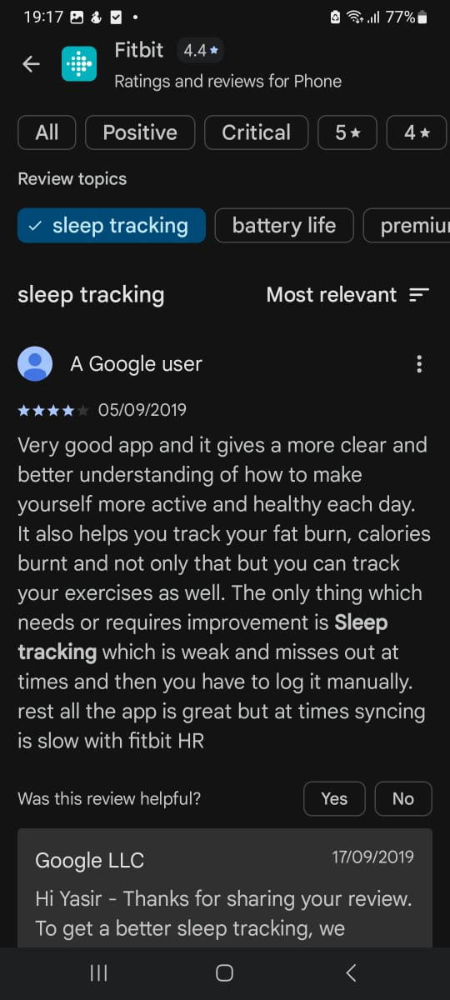 19:17 77%
Fitbit 4.4★
Ratings and reviews for Phone
All Positive Critical 5★ 4★
Review topics
sleep tracking battery life premiu
sleep tracking Most relevant
A Google user
05/09/2019
Very good app and it gives a more clear and
better understanding of how to make
yourself more active and healthy each day.
It also helps you track your fat burn, calories
burnt and not only that but you can track
your exercises as well. The only thing which
needs or requires improvement is Sleep
tracking which is weak and misses out at
times and then you have to log it manually.
rest all the app is great but at times syncing
is slow with fitbit HR
Was this review helpful? Yes No
Google LLC 17/09/2019
Hi Yasir - Thanks for sharing your review.
To get a better sleep tracking, we